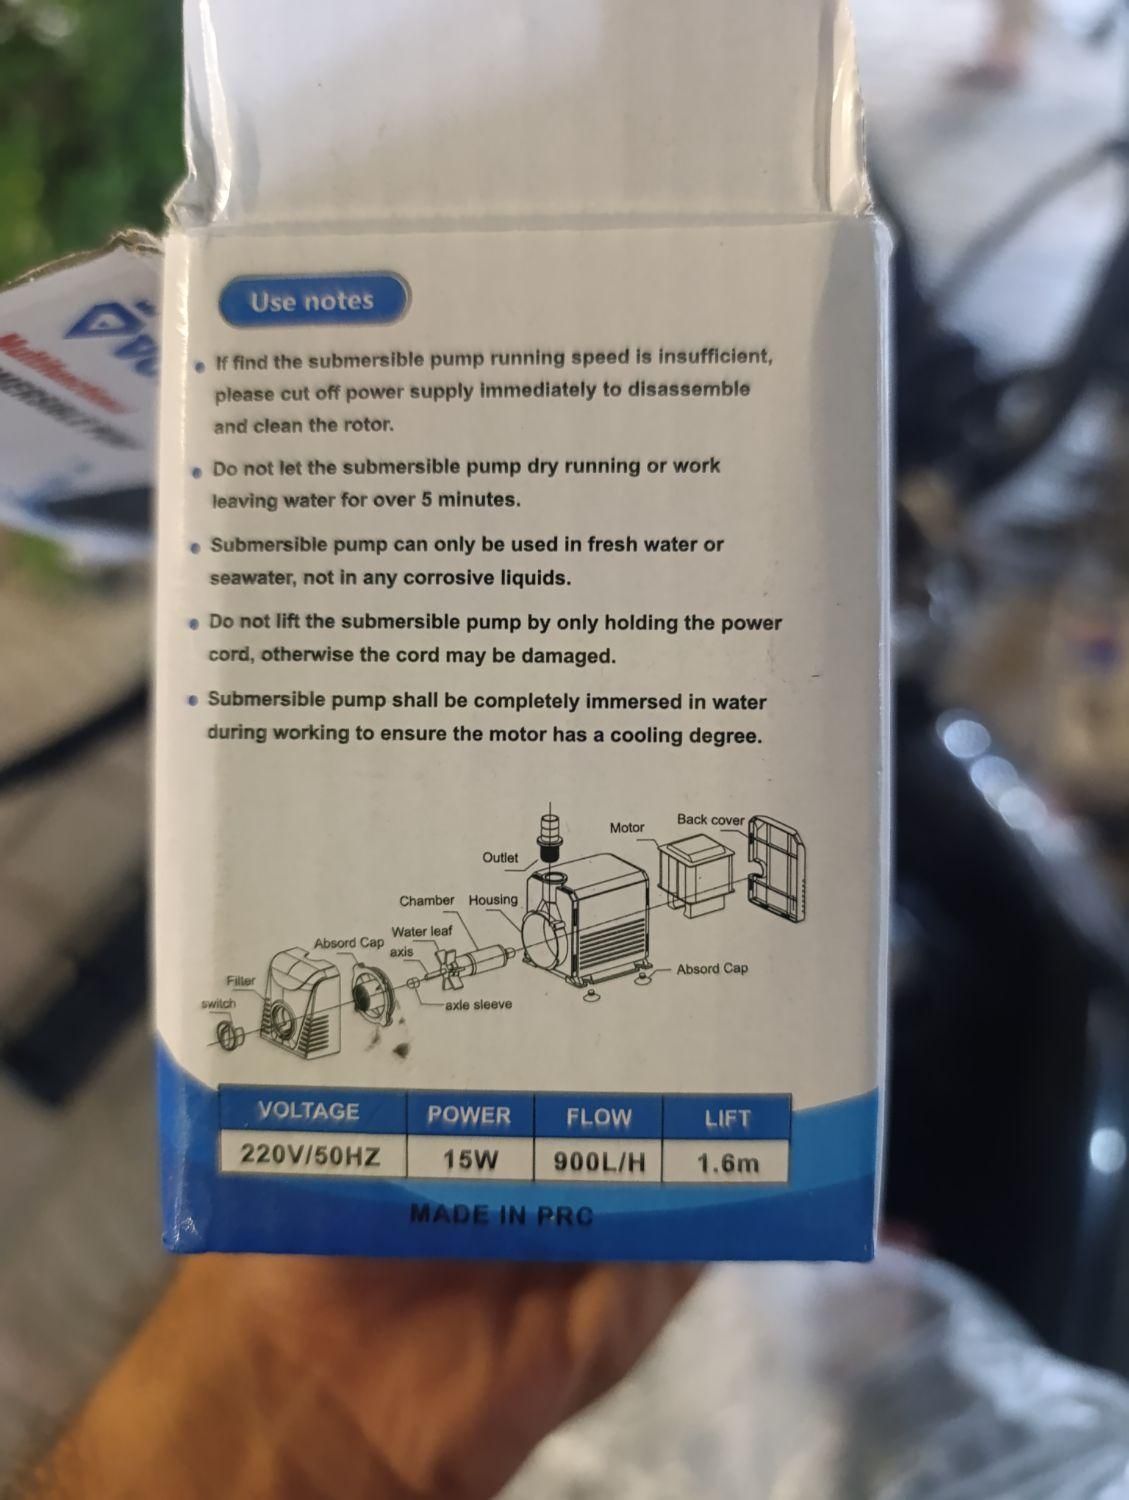 Multifunctional
Use notes
If find the submersible pump running speed is insufficient,
please cut off power supply immediately to disassemble
and clean the rotor.
Do not let the submersible pump dry running or work
leaving water for over 5 minutes.
Submersible pump can only be used in fresh water or
seawater, not in any corrosive liquids.
Do not lift the submersible pump by only holding the power
cord, otherwise the cord may be damaged.
Submersible pump shall be completely immersed in water
during working to ensure the motor has a cooling degree.
Back cover
Motor
Outlet
Chamber Housing
Water leaf
Absord Cap
axis
Absord Cap
Filter
switch
axle sleeve
VOLTAGE POWER FLOW LIFT
220V/50HZ 15W 900L/H 1.6m
MADE IN PRC